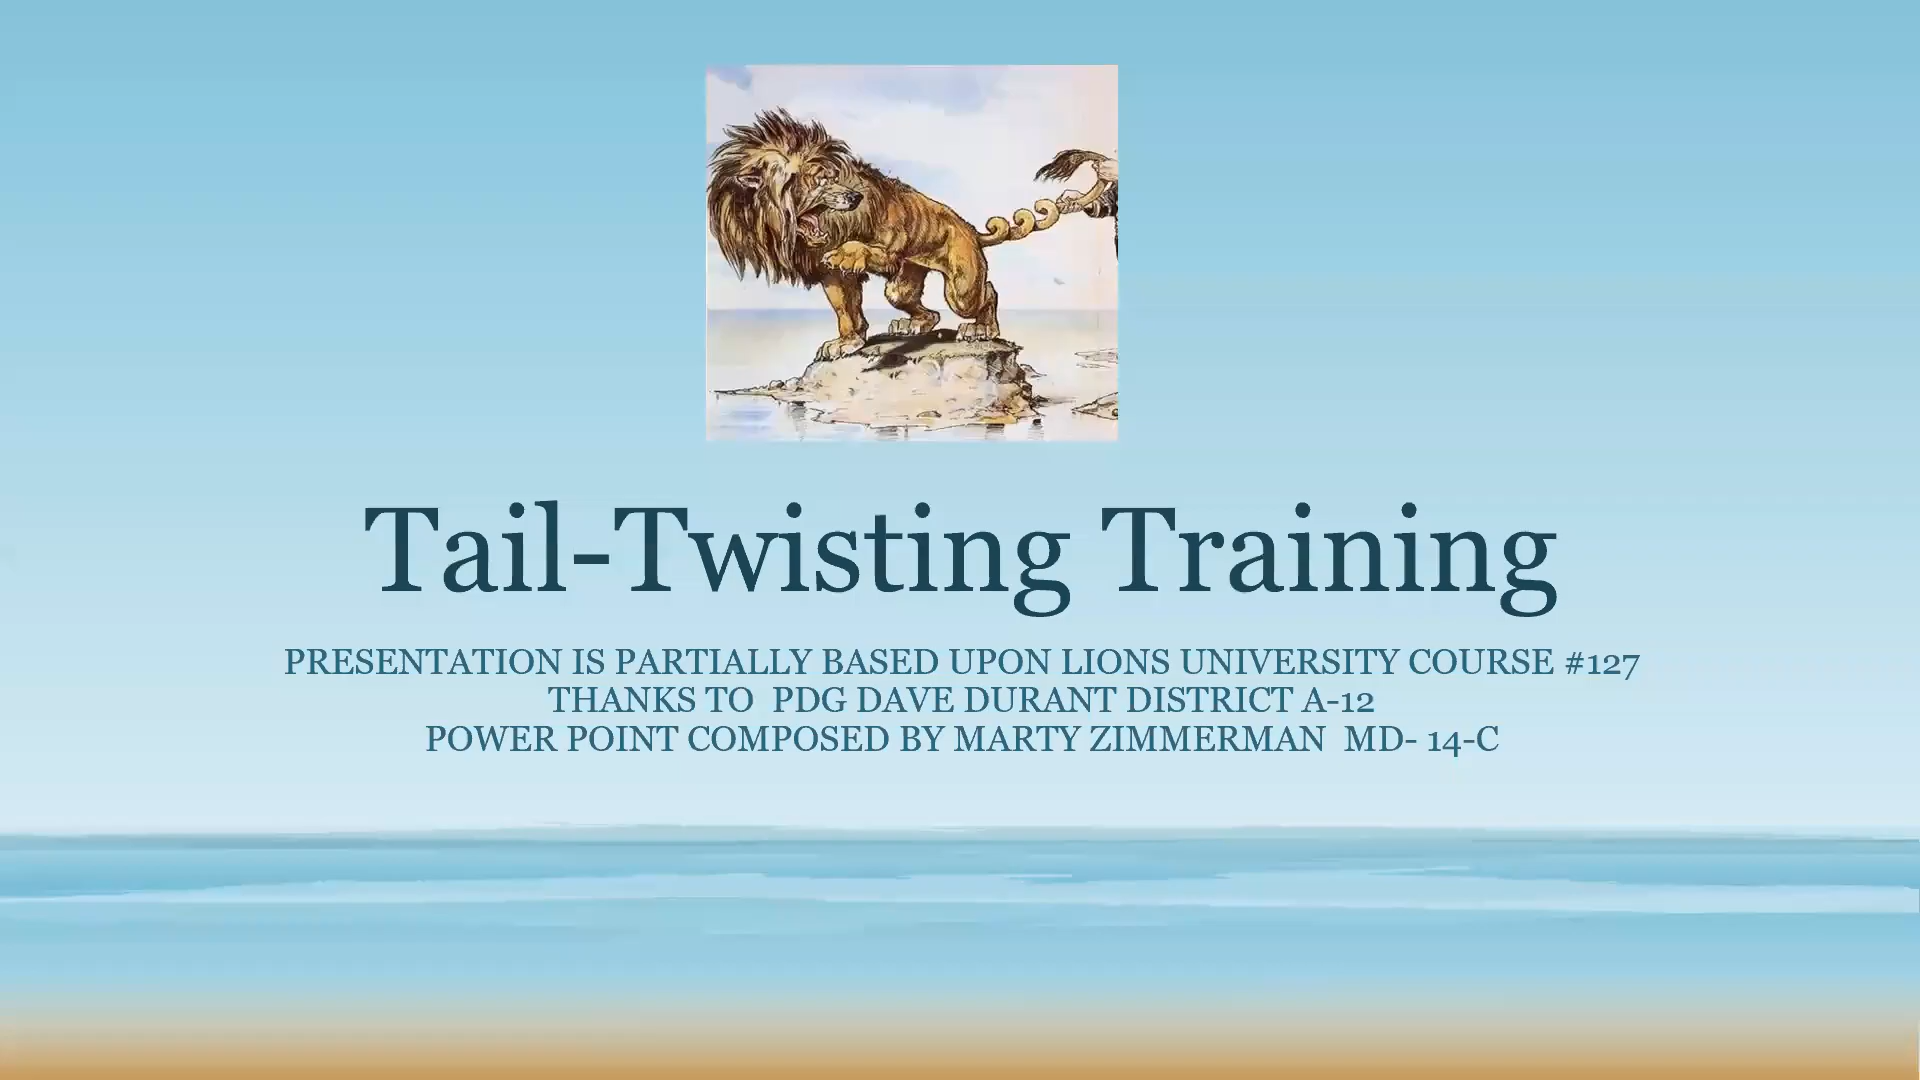 Tail-Twisting Training
PRESENTATION IS PARTIALLY BASED UPON LIONS UNIVERSITY COURSE #127
THANKS TO PDG DAVE DURANT DISTRICT A-12
POWER POINT COMPOSED BY MARTY ZIMMERMAN MD- 14-C